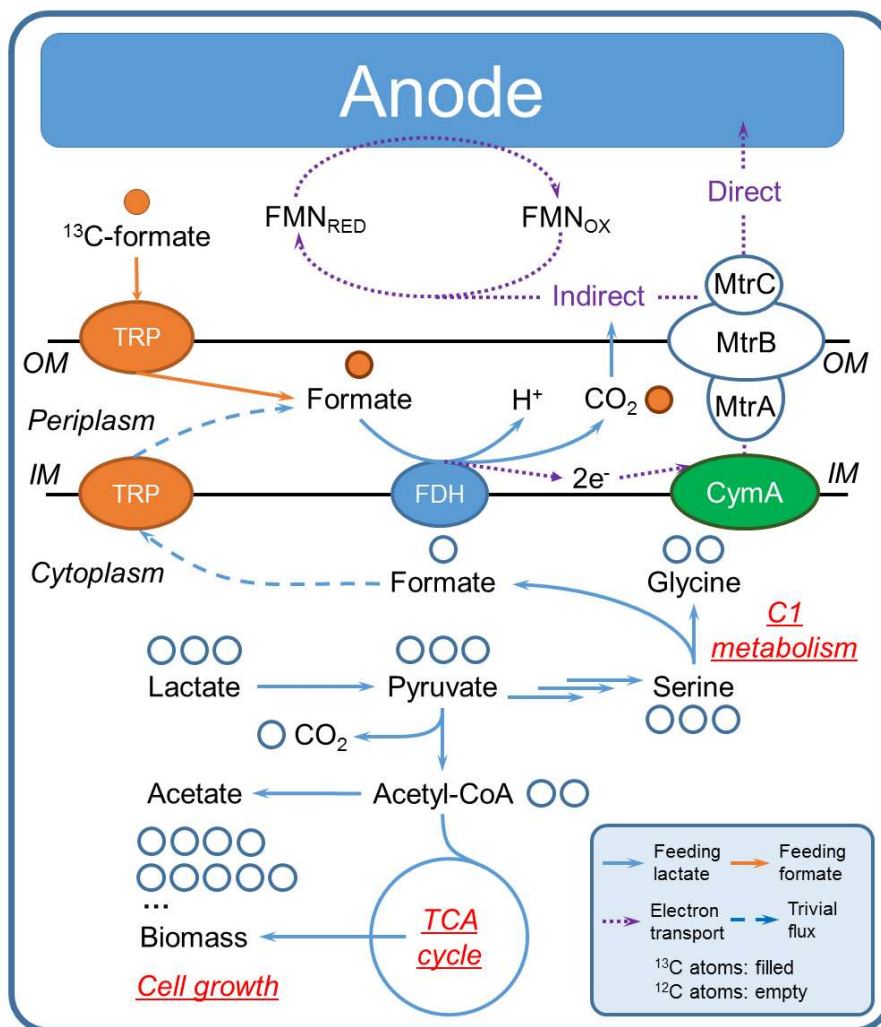 Anode
FMN_RED
FMN_OX
Direct
¹³C-formate
MtrC
Indirect
TRP
MtrB
OM
OM
Formate
H⁺
CO₂
MtrA
Periplasm
IM
TRP
FDH
2e⁻
CymA
IM
Cytoplasm
Formate
Glycine
C1
metabolism
Lactate
Pyruvate
Serine
CO₂
Acetate
Acetyl-CoA
...
Biomass
TCA
cycle
Cell growth
Feeding
lactate
Feeding
formate
Electron
transport
Trivial
flux
¹³C atoms: filled
¹²C atoms: empty